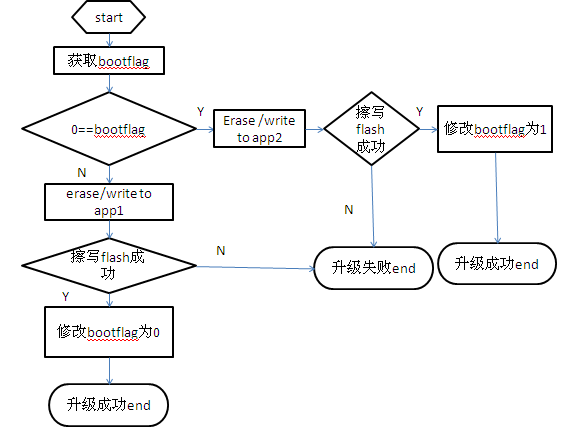 start
获取bootflag
0==bootflag
Y
Erase /write
to app2
擦写
flash
成功
Y
修改bootflag为1
N
erase/write to
app1
N
擦写flash成
功
N
升级失败end
升级成功end
Y
修改bootflag为0
升级成功end